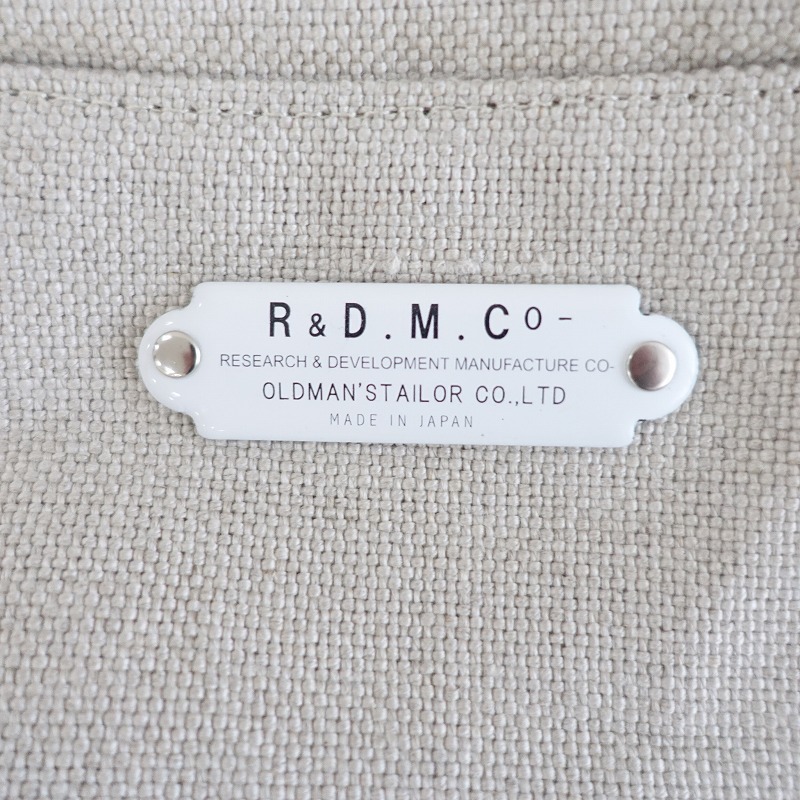 R & D . M . Co -
RESEARCH & DEVELOPMENT MANUFACTURE CO-
OLDMAN'STAILOR CO.,LTD
MADE IN JAPAN